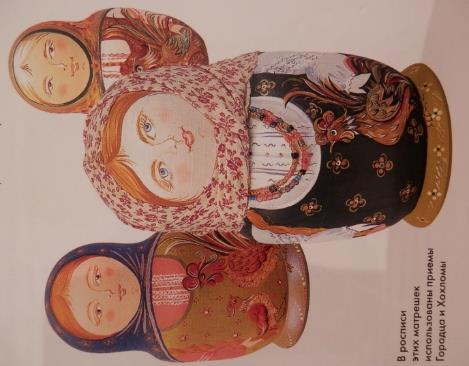 В росписи
этих матрешек
использованы приемы
Городца и Хохломы